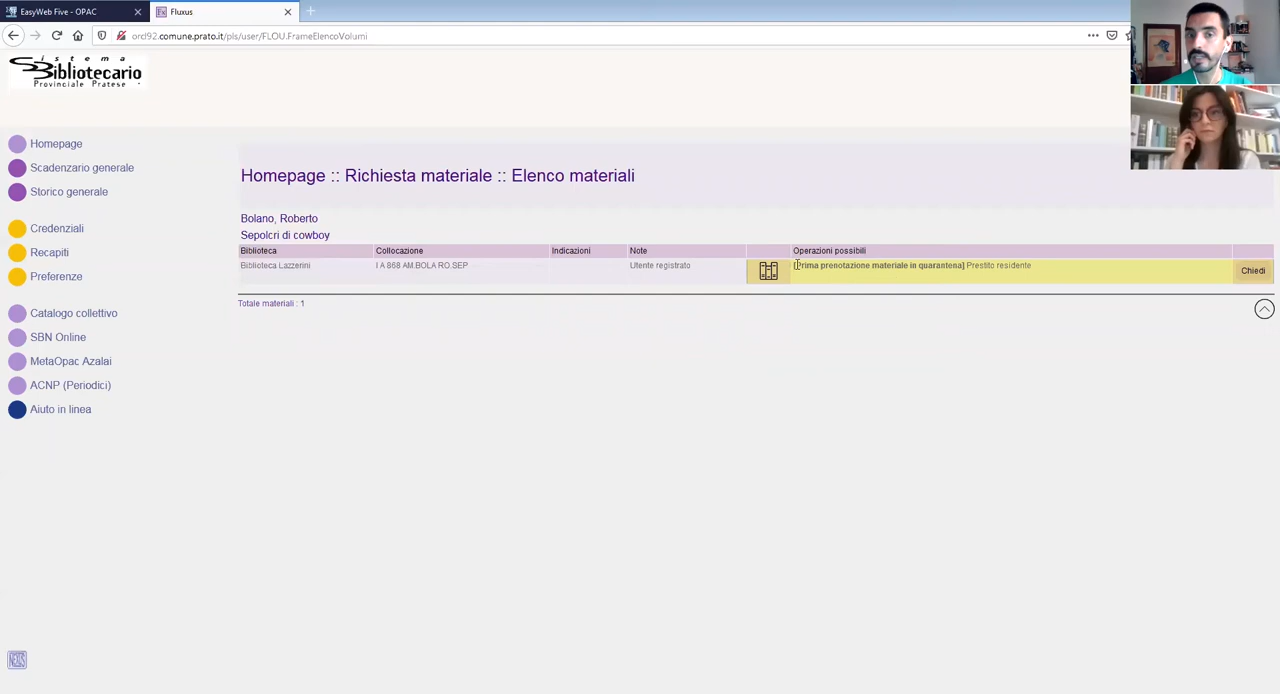 EasyWeb Five - OPAC
Fluxus
orcl92.comune.prato.it/pls/user/FLOU.FrameElencoVolumi
Sistema
Bibliotecario
Provinciale Pratese
Homepage
Scadenzario generale
Storico generale
Credenziali
Recapiti
Preferenze
Catalogo collettivo
SBN Online
MetaOpac Azalai
ACNP (Periodici)
Aiuto in linea
Homepage :: Richiesta materiale :: Elenco materiali
Bolano, Roberto
Sepolcri di cowboy
Biblioteca Collocazione Indicazioni Note Operazioni possibili
Biblioteca Lazzerini I A 868 AM.BOLA RO.SEP Utente registrato [Prima prenotazione materiale in quarantena] Prestito residente Chiedi
Totale materiali : 1
NEXUS